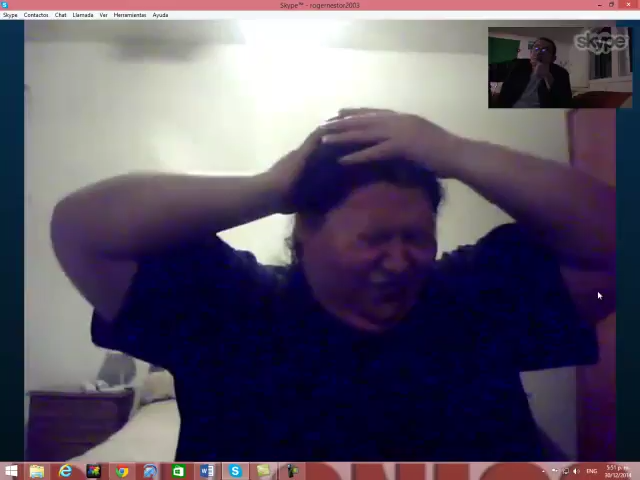 Skype™ - rogernestor2003
Skype Contactos Chat Llamada Ver Herramientas Ayuda
skype
ENG
5:51 p. m.
30/12/2014